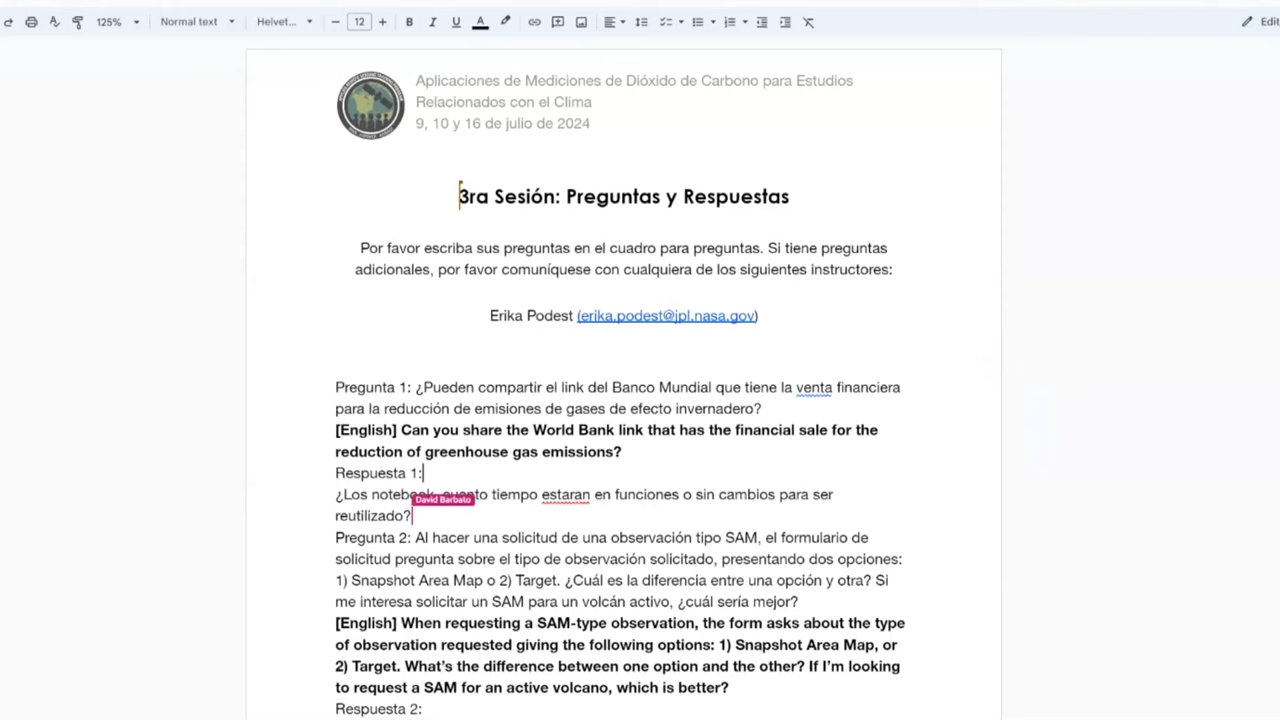 125% Normal text Helvet... 12 B I U A Edit
Aplicaciones de Mediciones de Dióxido de Carbono para Estudios
Relacionados con el Clima
9, 10 y 16 de julio de 2024
3ra Sesión: Preguntas y Respuestas
Por favor escriba sus preguntas en el cuadro para preguntas. Si tiene preguntas
adicionales, por favor comuníquese con cualquiera de los siguientes instructores:
Erika Podest (erika.podest@jpl.nasa.gov)
Pregunta 1: ¿Pueden compartir el link del Banco Mundial que tiene la venta financiera
para la reducción de emisiones de gases de efecto invernadero?
[English] Can you share the World Bank link that has the financial sale for the
reduction of greenhouse gas emissions?
Respuesta 1:
¿Los notebook, cuanto tiempo estaran en funciones o sin cambios para ser
David Barbato
reutilizado?
Pregunta 2: Al hacer una solicitud de una observación tipo SAM, el formulario de
solicitud pregunta sobre el tipo de observación solicitado, presentando dos opciones:
1) Snapshot Area Map o 2) Target. ¿Cuál es la diferencia entre una opción y otra? Si
me interesa solicitar un SAM para un volcán activo, ¿cuál sería mejor?
[English] When requesting a SAM-type observation, the form asks about the type
of observation requested giving the following options: 1) Snapshot Area Map, or
2) Target. What's the difference between one option and the other? If I'm looking
to request a SAM for an active volcano, which is better?
Respuesta 2: